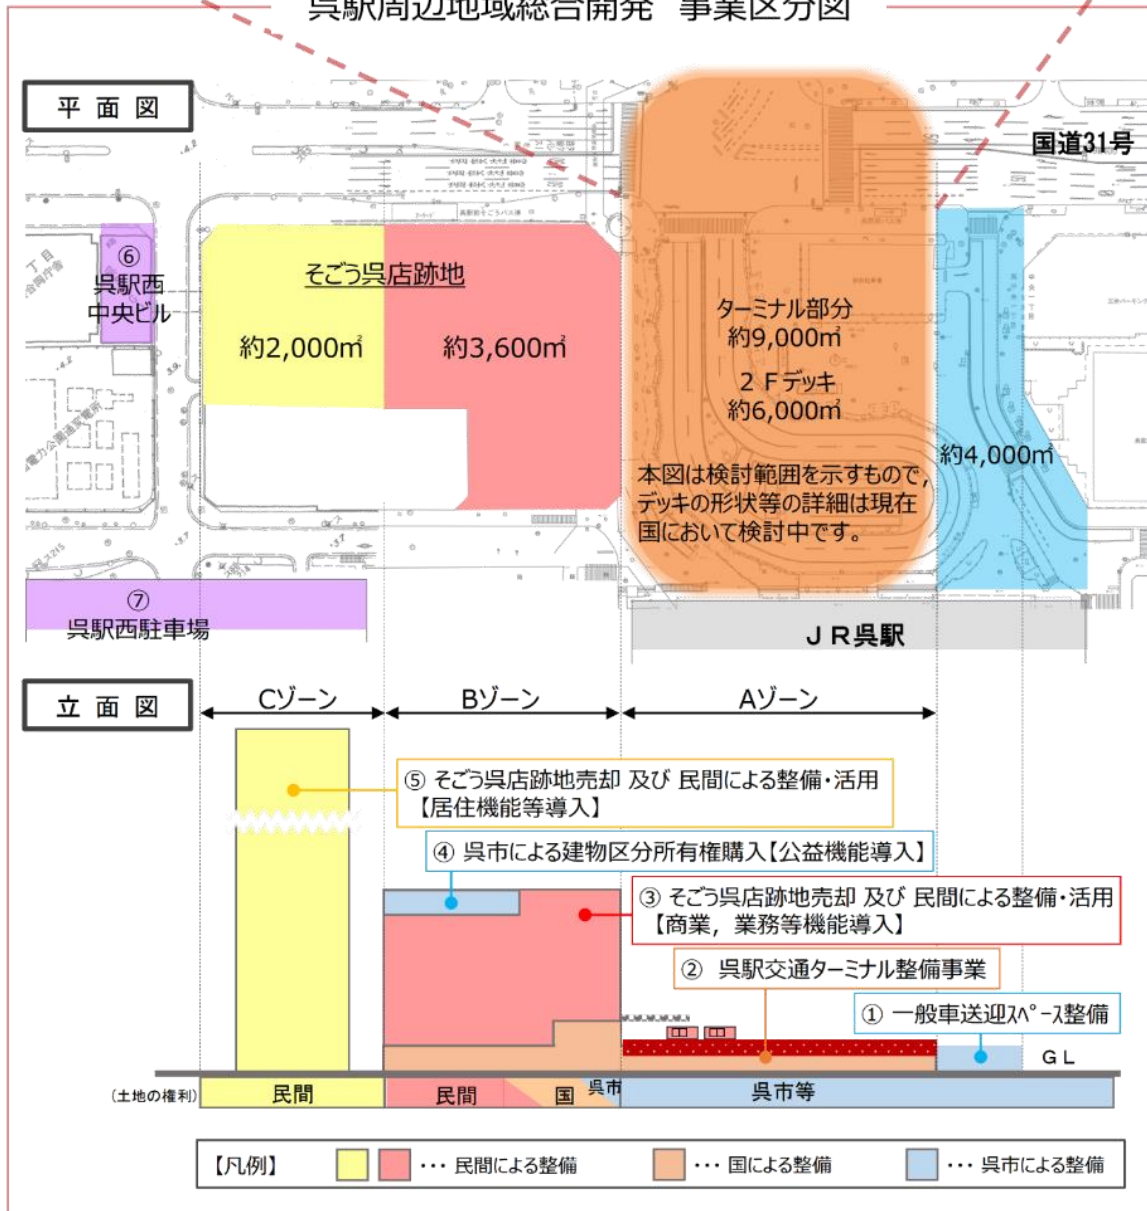 呉駅周辺地域総合開発 事業区分図
平面図
国道31号
⑥
呉駅西
中央ビル
そごう呉店跡地
約2,000㎡
約3,600㎡
ターミナル部分
約9,000㎡
2Fデッキ
約6,000㎡
約4,000㎡
本図は検討範囲を示すもので,
デッキの形状等の詳細は現在
国において検討中です。
⑦
呉駅西駐車場
JR呉駅
立面図
Cゾーン
Bゾーン
Aゾーン
⑤ そごう呉店跡地売却 及び 民間による整備・活用
【居住機能等導入】
④ 呉市による建物区分所有権購入【公益機能導入】
③ そごう呉店跡地売却 及び 民間による整備・活用
【商業，業務等機能導入】
② 呉駅交通ターミナル整備事業
① 一般車送迎ｽﾍﾟｰｽ整備
GL
(土地の権利)
民間
民間
国
呉市
呉市等
【凡例】
… 民間による整備
… 国による整備
… 呉市による整備